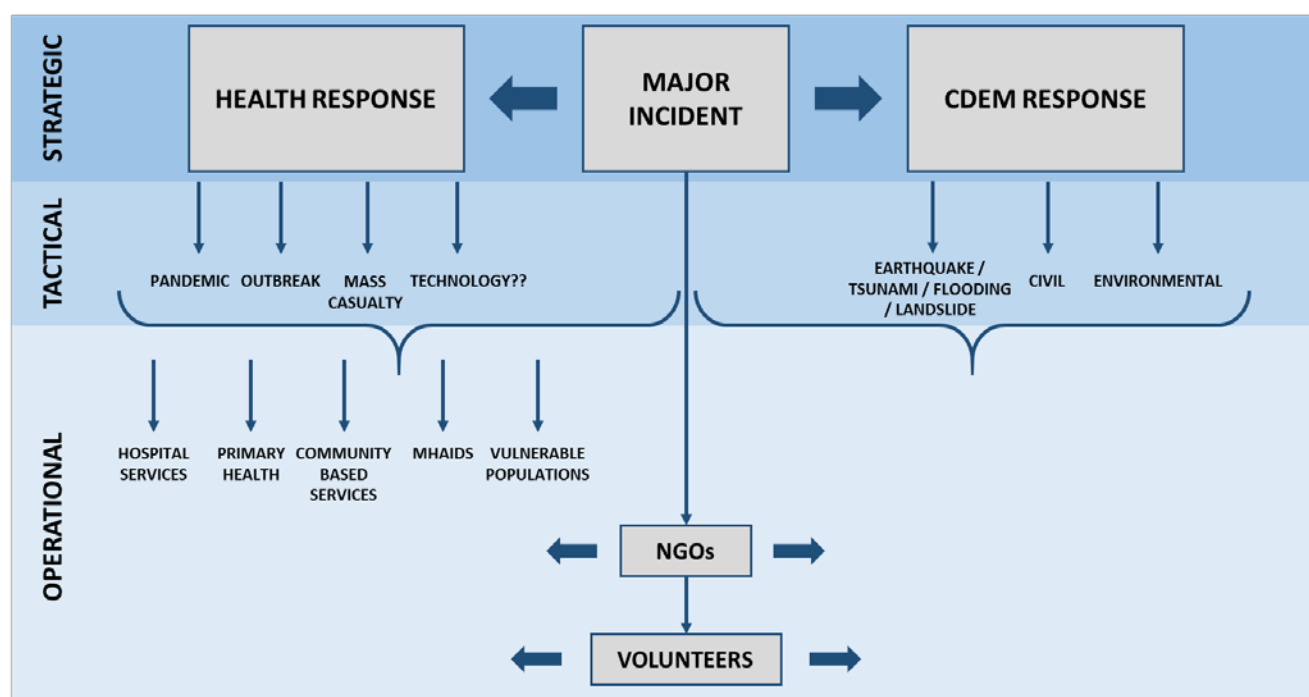 STRATEGIC
HEALTH RESPONSE
MAJOR
INCIDENT
CDEM RESPONSE
TACTICAL
PANDEMIC
OUTBREAK
MASS
CASUALTY
TECHNOLOGY??
EARTHQUAKE /
TSUNAMI / FLOODING
/ LANDSLIDE
CIVIL
ENVIRONMENTAL
OPERATIONAL
HOSPITAL
SERVICES
PRIMARY
HEALTH
COMMUNITY
BASED
SERVICES
MHAIDS
VULNERABLE
POPULATIONS
NGOs
VOLUNTEERS